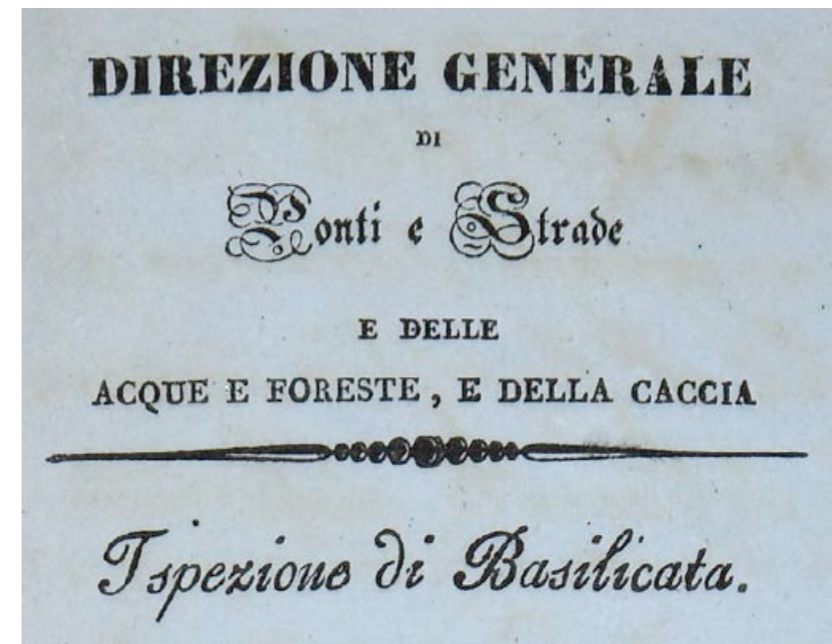 DIREZIONE GENERALE
DI
Ponti e Strade
E DELLE
ACQUE E FORESTE, E DELLA CACCIA
Ispezione di Basilicata.